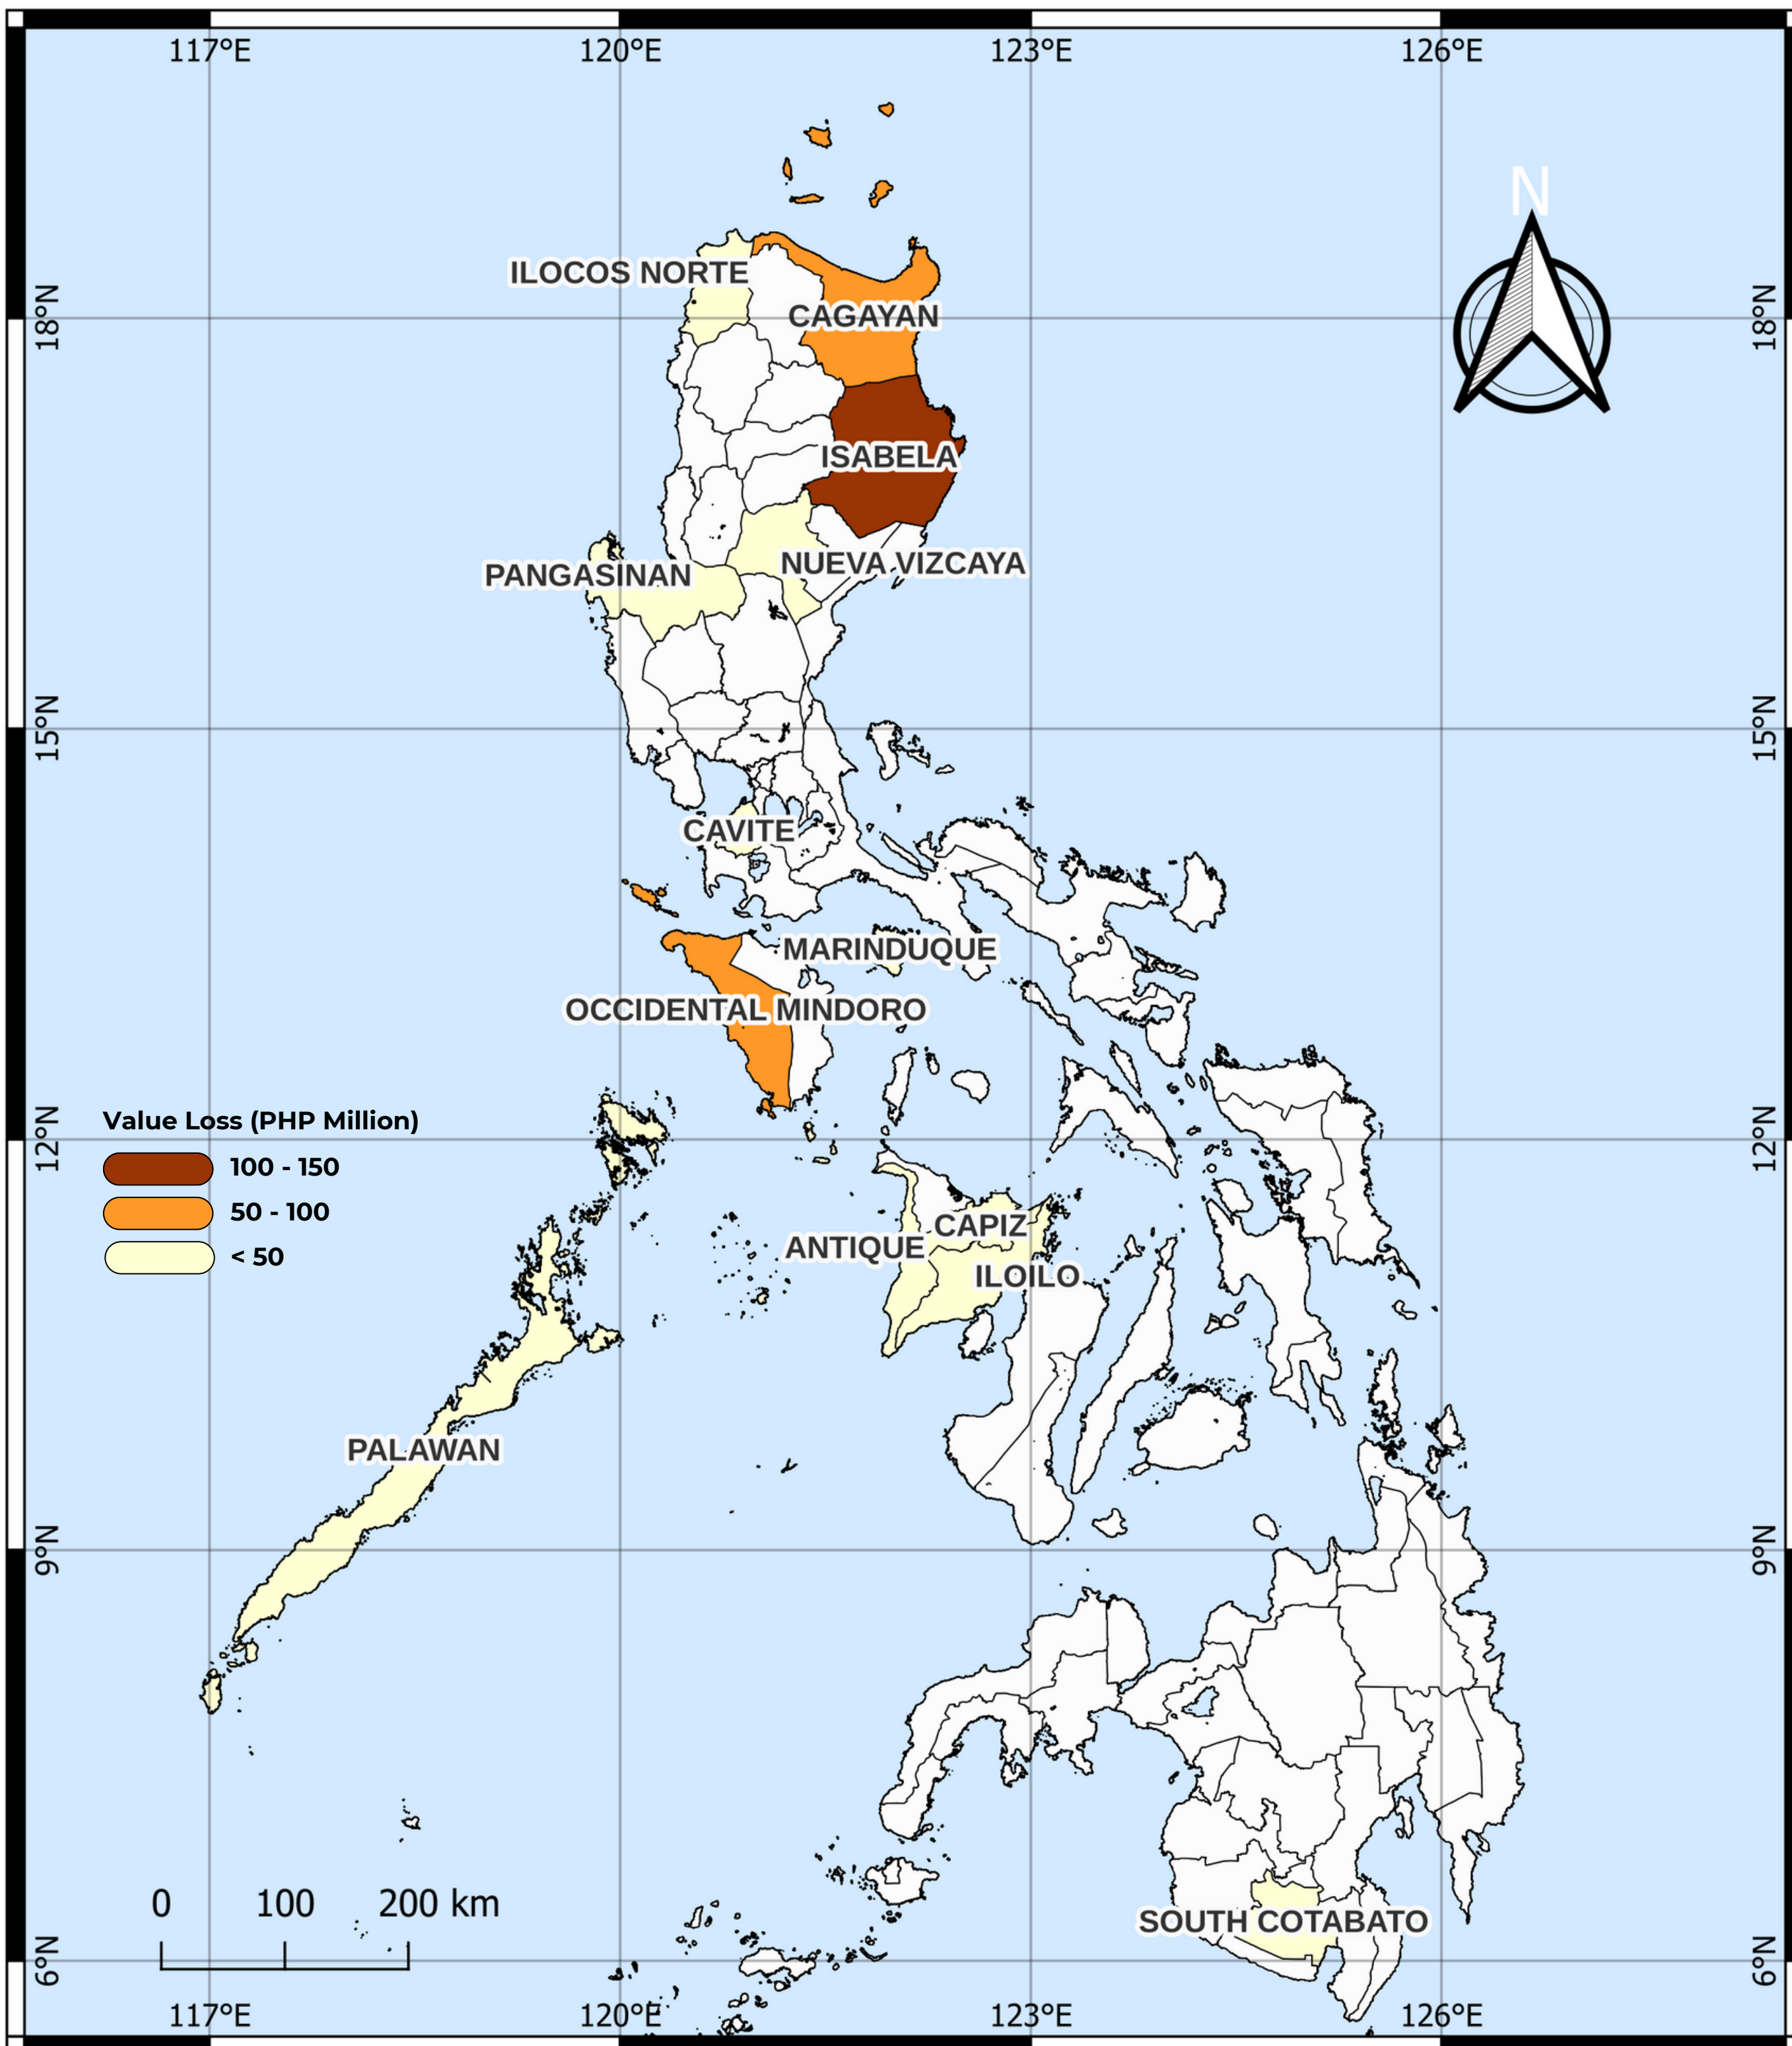 117°E
120°E
123°E
126°E
N
ILOCOS NORTE
CAGAYAN
18°N
18°N
ISABELA
NUEVA VIZCAYA
PANGASINAN
15°N
15°N
CAVITE
MARINDUQUE
OCCIDENTAL MINDORO
Value Loss (PHP Million)
100 - 150
50 - 100
< 50
12°N
12°N
CAPIZ
ANTIQUE
ILOILO
PALAWAN
9°N
9°N
0 100 200 km
SOUTH COTABATO
6°N
6°N
117°E
120°E
123°E
126°E